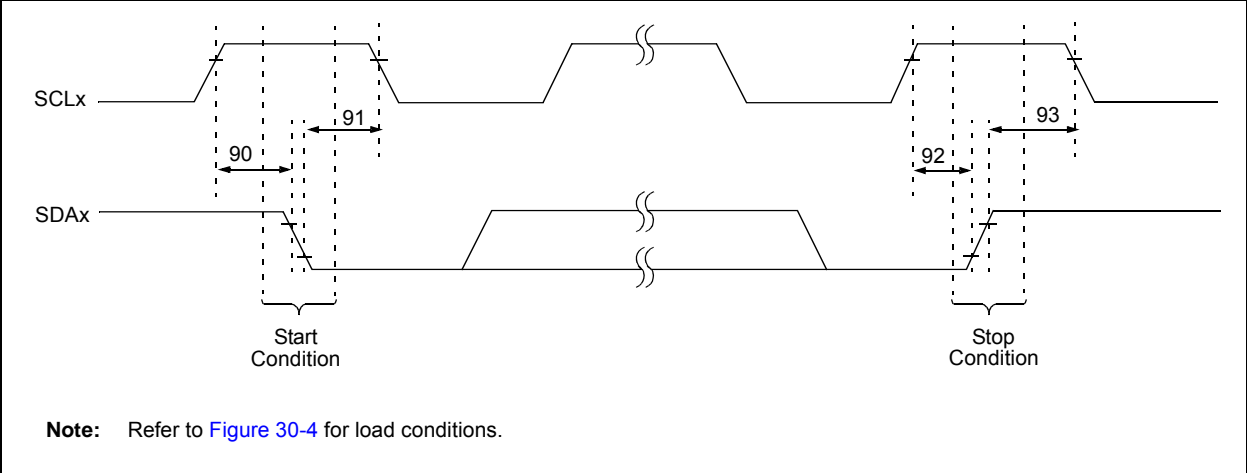 SCLx
91
93
90
92
SDAx
Start
Condition
Stop
Condition
Note: Refer to Figure 30-4 for load conditions.